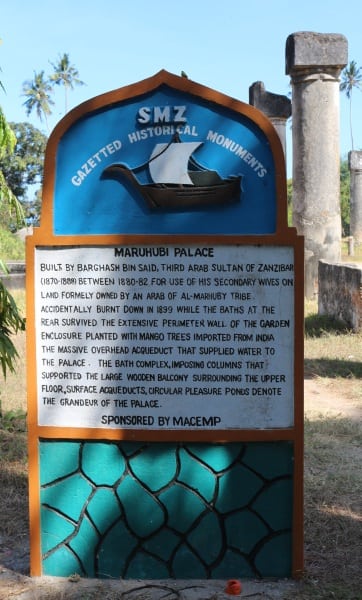 SMZ
GAZETTED HISTORICAL MONUMENTS
MARUHUBI PALACE
BUILT BY BARGHASH BIN SAID, THIRD ARAB SULTAN OF ZANZIBAR
(1870-1888) BETWEEN 1880-82 FOR USE OF HIS SECONDARY WIVES ON
LAND FORMELY OWNED BY AN ARAB OF AL-MARHUBY TRIBE.
ACCIDENTALLY BURNT DOWN IN 1899 WHILE THE BATHS AT THE
REAR SURVIVED THE EXTENSIVE PERIMETER WALL OF THE GARDEN
ENCLOSURE PLANTED WITH MANGO TREES IMPORTED FROM INDIA
THE MASSIVE OVERHEAD ACQUEDUCT THAT SUPPLIED WATER TO
THE PALACE. THE BATH COMPLEX, IMPOSING COLUMNS THAT
SUPPORTED THE LARGE WOODEN BALCONY SURROUNDING THE UPPER
FLOOR, SURFACE ACQUEDUCTS, CIRCULAR PLEASURE PONDS DENOTE
THE GRANDEUR OF THE PALACE.
SPONSORED BY MACEMP